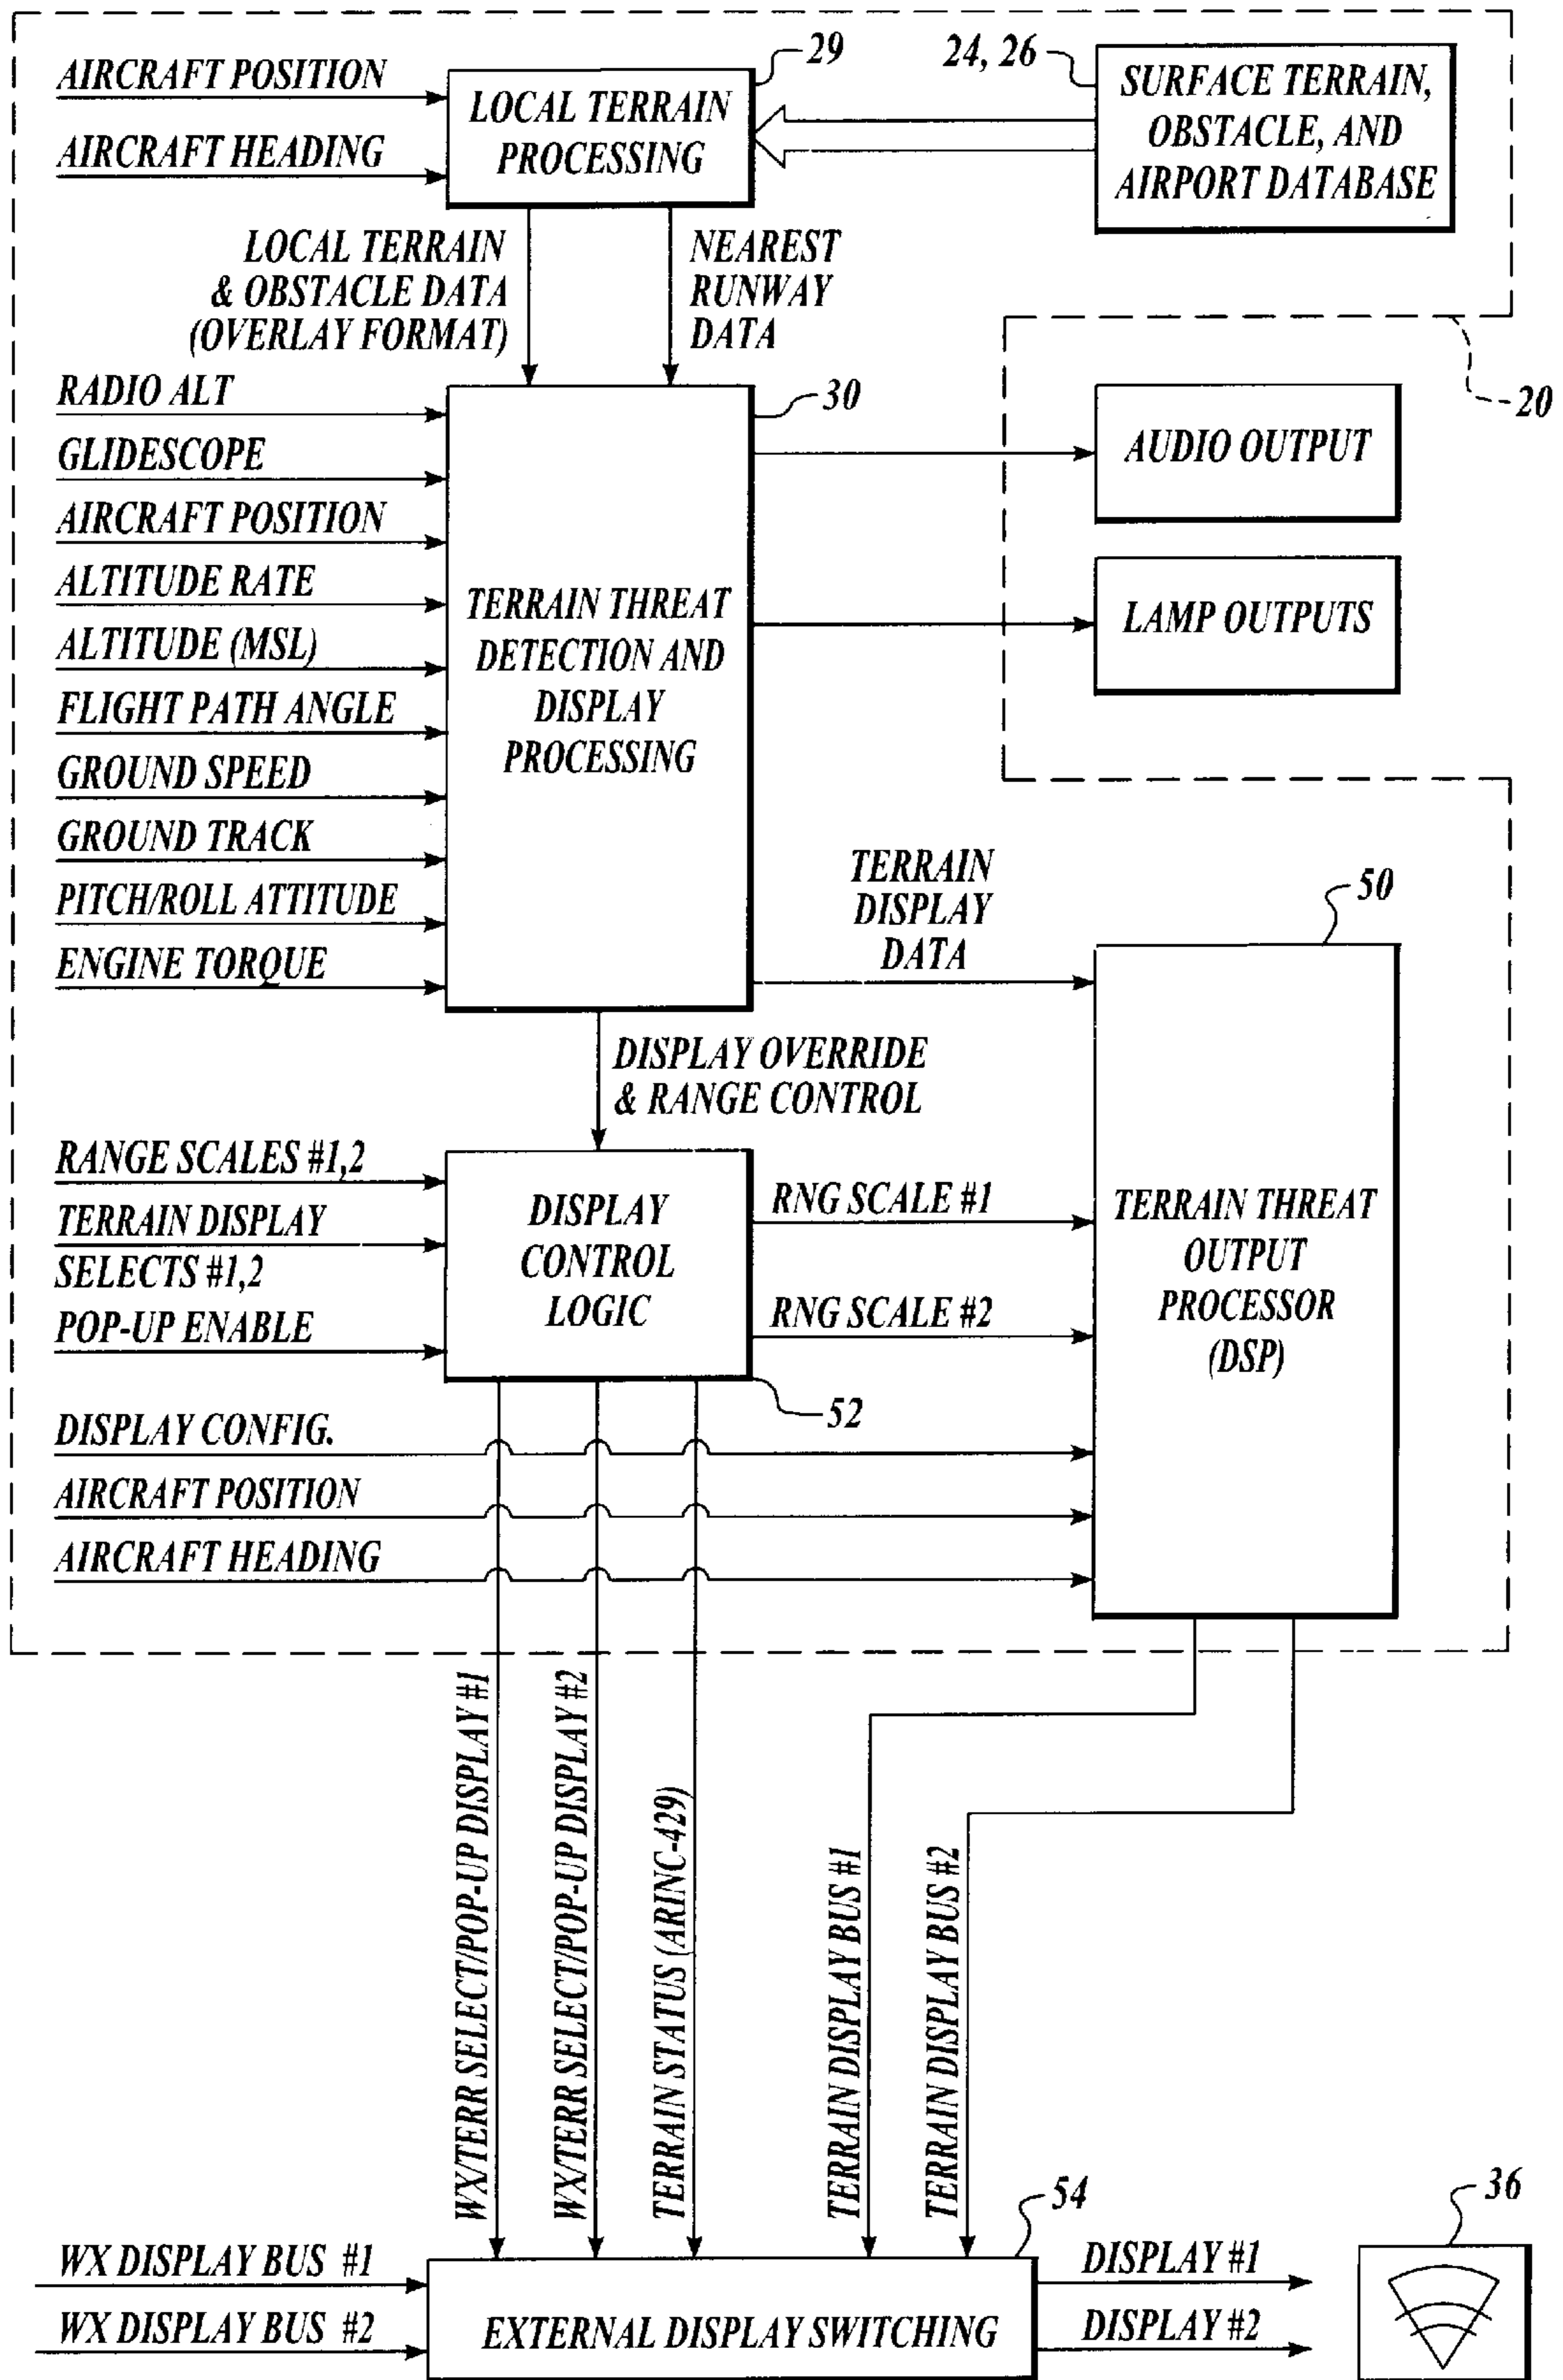 AIRCRAFT POSITION
AIRCRAFT HEADING
29
LOCAL TERRAIN
PROCESSING
24, 26
SURFACE TERRAIN,
OBSTACLE, AND
AIRPORT DATABASE
LOCAL TERRAIN
& OBSTACLE DATA
(OVERLAY FORMAT)
NEAREST
RUNWAY
DATA
20
RADIO ALT
GLIDESCOPE
AIRCRAFT POSITION
ALTITUDE RATE
ALTITUDE (MSL)
FLIGHT PATH ANGLE
GROUND SPEED
GROUND TRACK
PITCH/ROLL ATTITUDE
ENGINE TORQUE
30
TERRAIN THREAT
DETECTION AND
DISPLAY
PROCESSING
AUDIO OUTPUT
LAMP OUTPUTS
TERRAIN
DISPLAY
DATA
50
DISPLAY OVERRIDE
& RANGE CONTROL
RANGE SCALES #1,2
TERRAIN DISPLAY
SELECTS #1,2
POP-UP ENABLE
DISPLAY
CONTROL
LOGIC
RNG SCALE #1
RNG SCALE #2
52
TERRAIN THREAT
OUTPUT
PROCESSOR
(DSP)
DISPLAY CONFIG.
AIRCRAFT POSITION
AIRCRAFT HEADING
WX/TERR SELECT/POP-UP DISPLAY #1
WX/TERR SELECT/POP-UP DISPLAY #2
TERRAIN STATUS (ARINC-429)
TERRAIN DISPLAY BUS #1
TERRAIN DISPLAY BUS #2
54
36
WX DISPLAY BUS #1
WX DISPLAY BUS #2
EXTERNAL DISPLAY SWITCHING
DISPLAY #1
DISPLAY #2